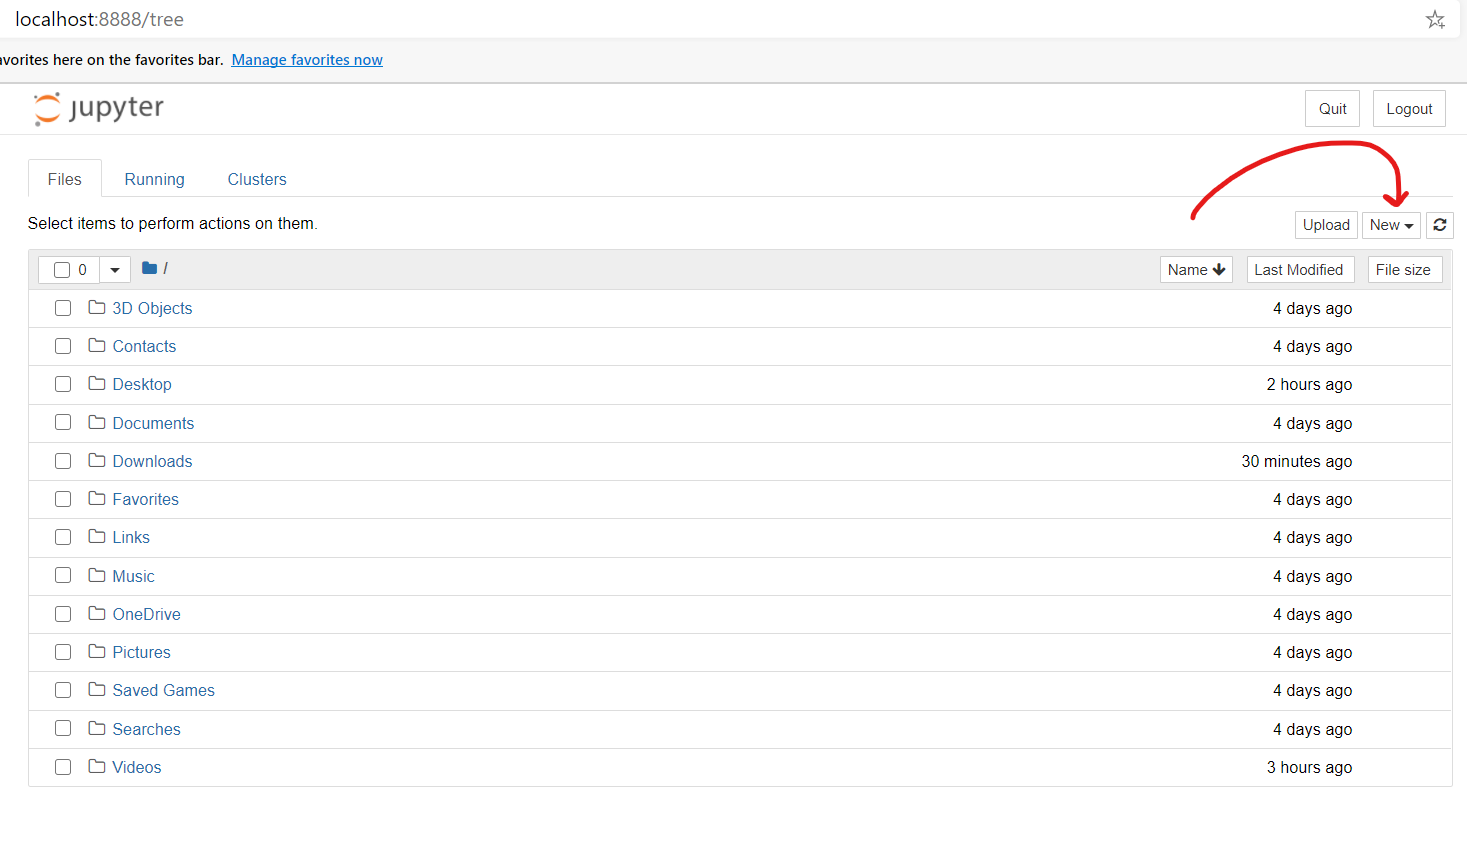 localhost:8888/tree
avorites here on the favorites bar. Manage favorites now
jupyter
Quit Logout
Files Running Clusters
Select items to perform actions on them.
Upload New
0 / Name Last Modified File size
3D Objects 4 days ago
Contacts 4 days ago
Desktop 2 hours ago
Documents 4 days ago
Downloads 30 minutes ago
Favorites 4 days ago
Links 4 days ago
Music 4 days ago
OneDrive 4 days ago
Pictures 4 days ago
Saved Games 4 days ago
Searches 4 days ago
Videos 3 hours ago